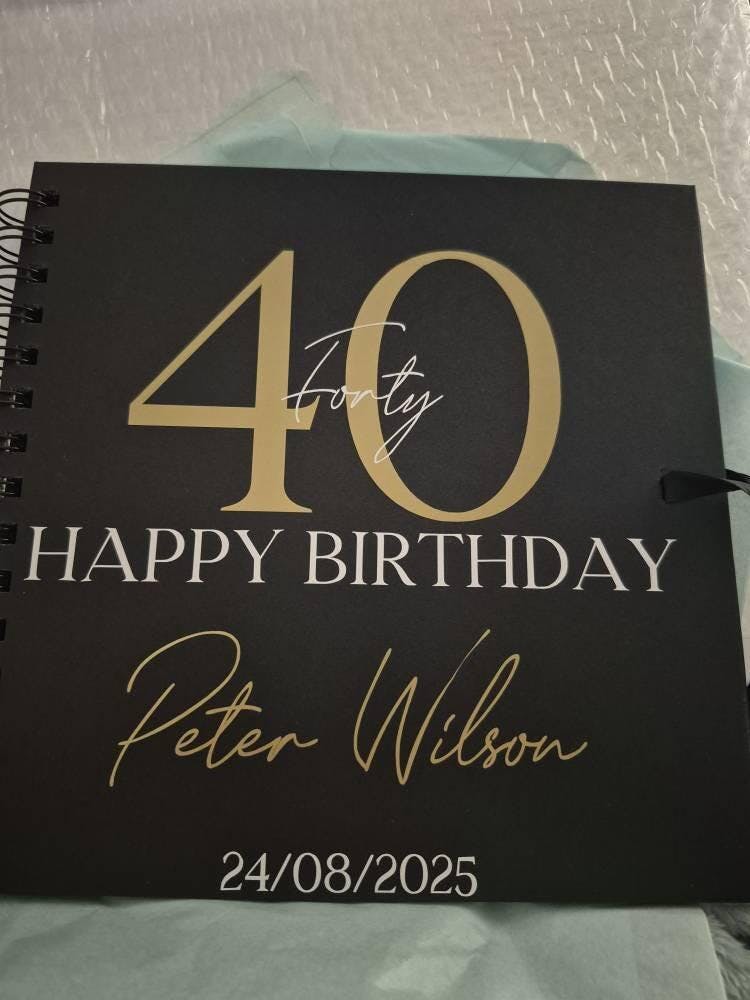 40
Forty
HAPPY BIRTHDAY
Peter Wilson
24/08/2025